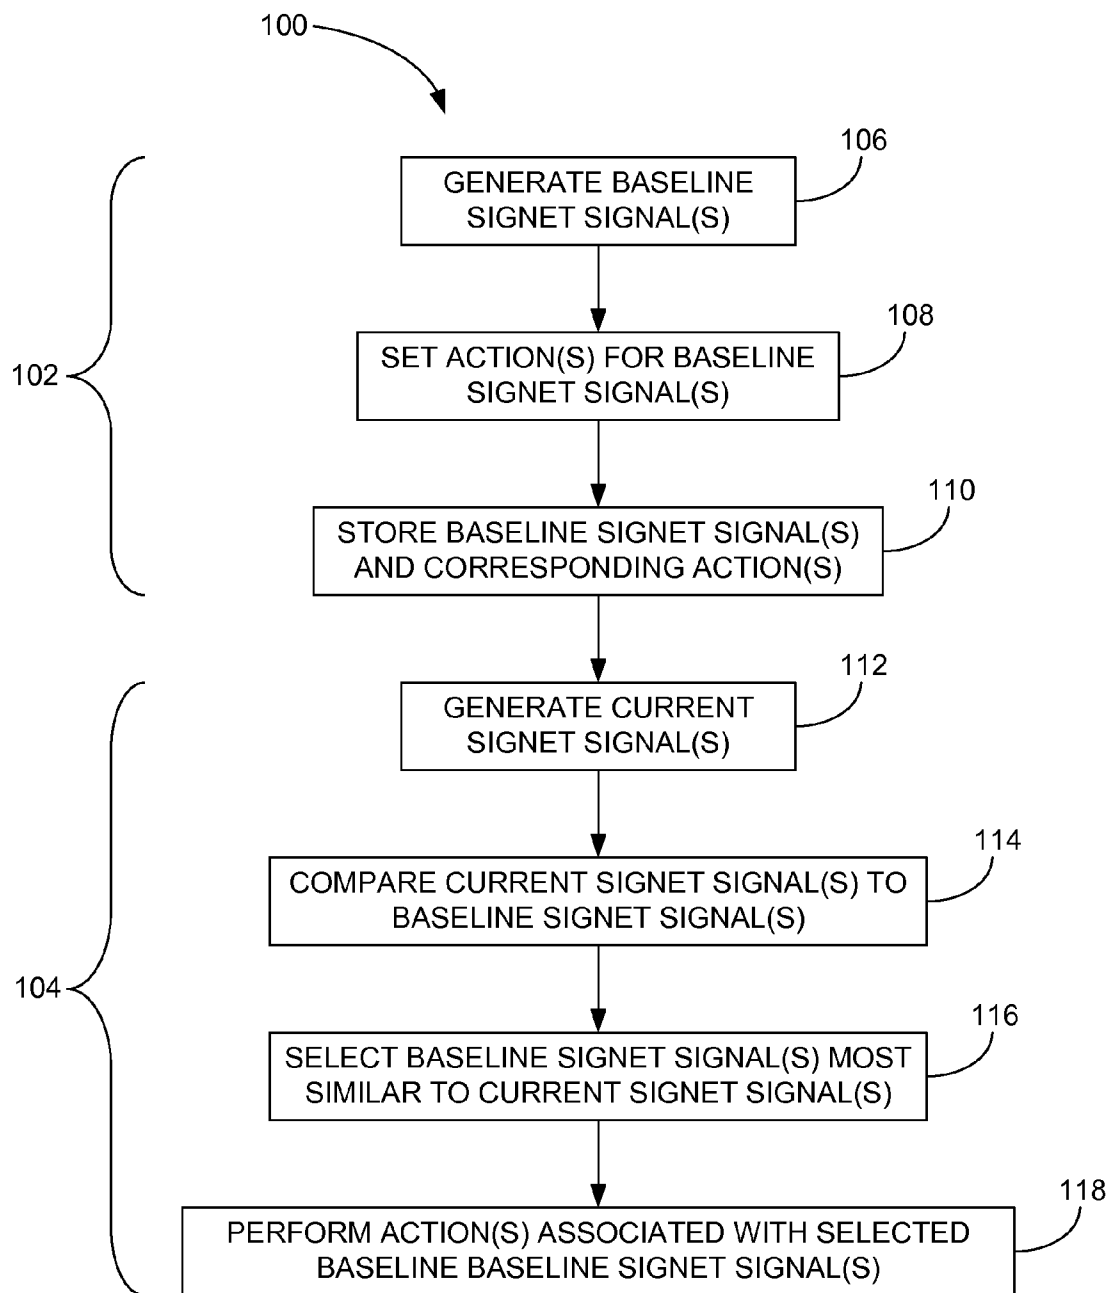 100
106
GENERATE BASELINE
SIGNET SIGNAL(S)
108
SET ACTION(S) FOR BASELINE
SIGNET SIGNAL(S)
102
110
STORE BASELINE SIGNET SIGNAL(S)
AND CORRESPONDING ACTION(S)
112
GENERATE CURRENT
SIGNET SIGNAL(S)
114
COMPARE CURRENT SIGNET SIGNAL(S) TO
BASELINE SIGNET SIGNAL(S)
104
116
SELECT BASELINE SIGNET SIGNAL(S) MOST
SIMILAR TO CURRENT SIGNET SIGNAL(S)
118
PERFORM ACTION(S) ASSOCIATED WITH SELECTED
BASELINE BASELINE SIGNET SIGNAL(S)